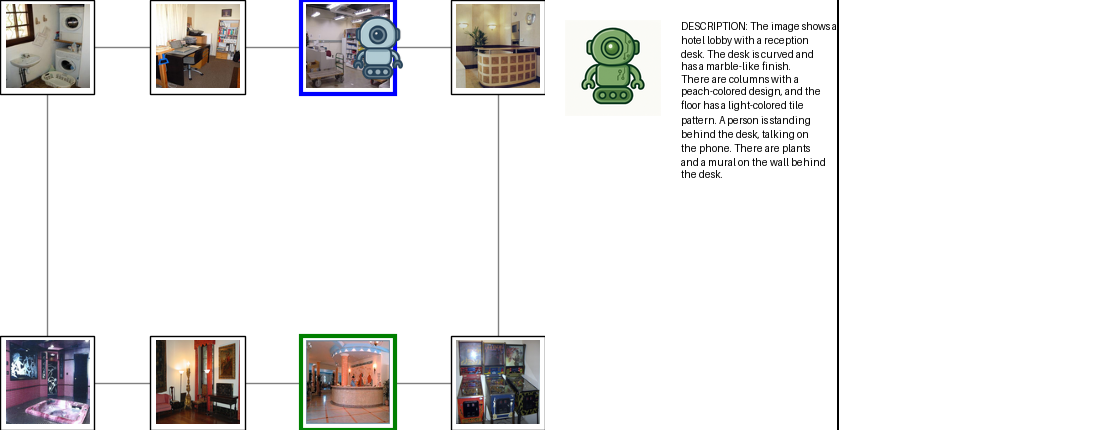 DESCRIPTION: The image shows a
hotel lobby with a reception
desk. The desk is curved and
has a marble-like finish.
There are columns with a
peach-colored design, and the
floor has a light-colored tile
pattern. A person is standing
behind the desk, talking on
the phone. There are plants
and a mural on the wall behind
the desk.